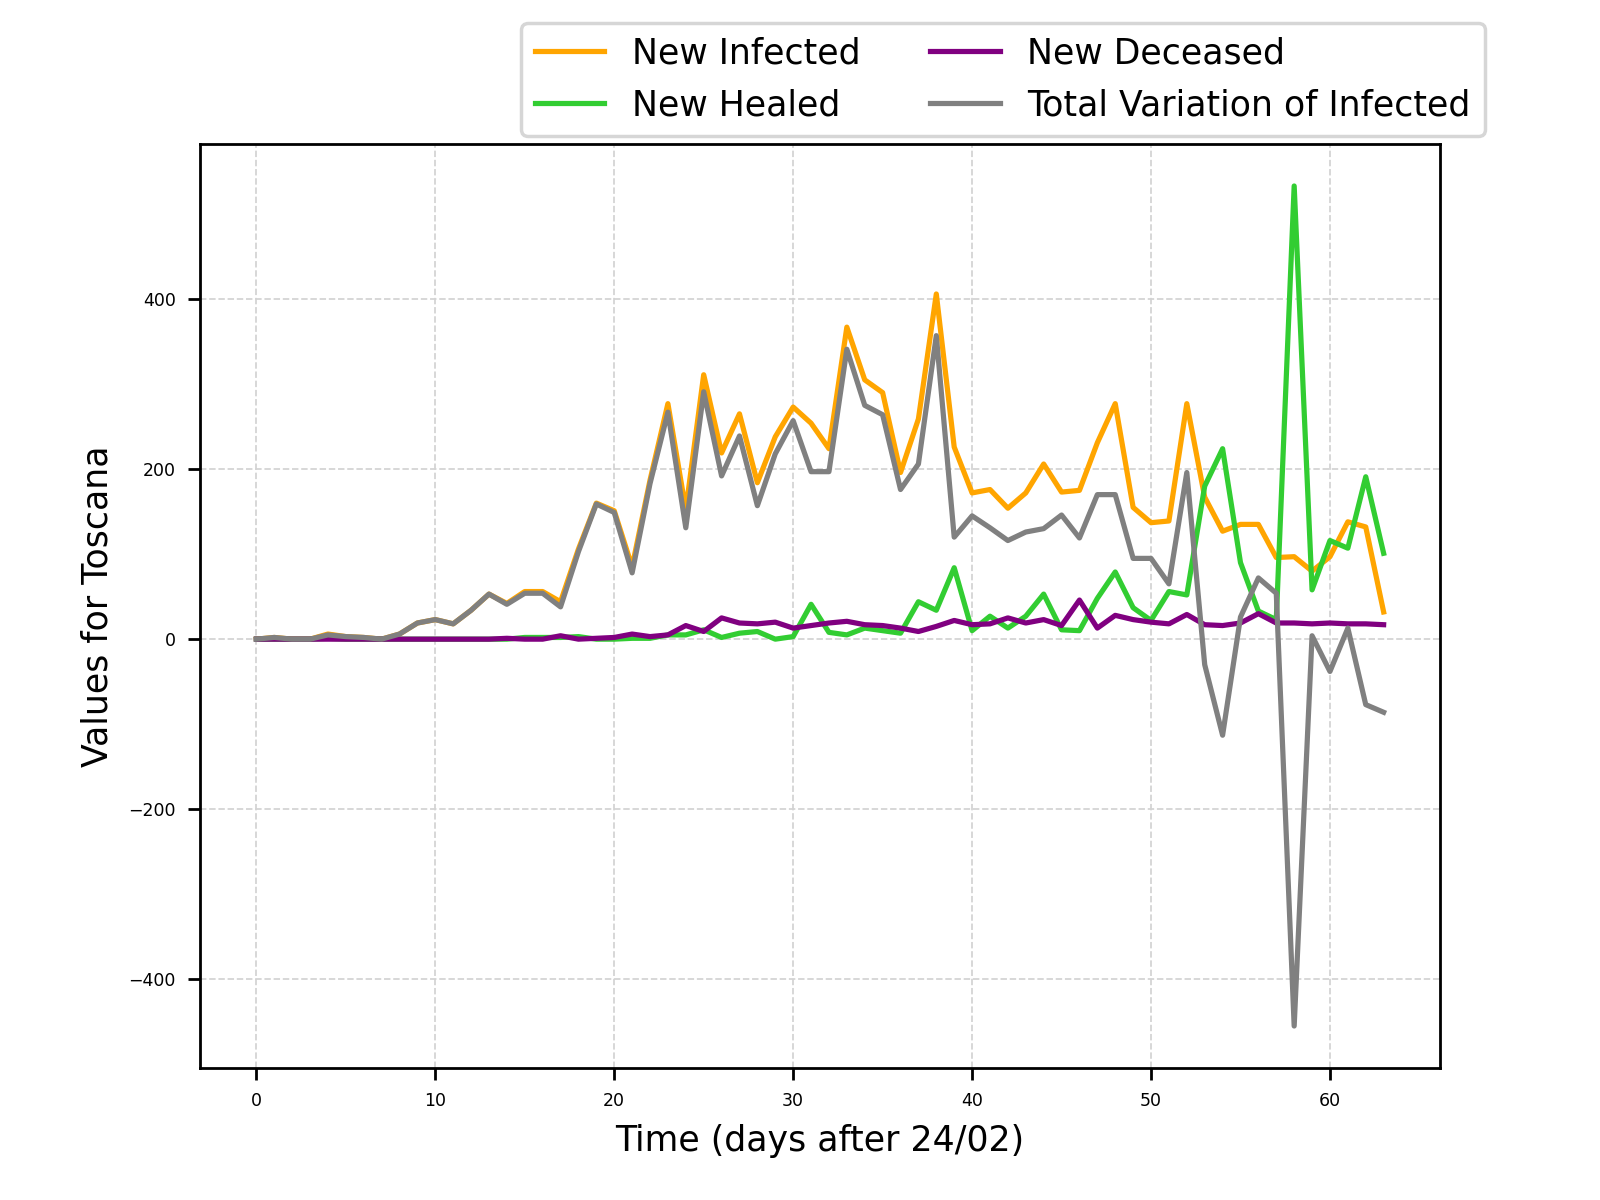 New Infected
New Healed
New Deceased
Total Variation of Infected
Values for Toscana
400
200
0
−200
−400
0 10 20 30 40 50 60
Time (days after 24/02)